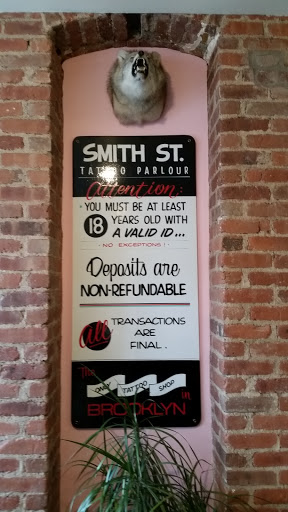 SMITH ST.
TATTOO PARLOUR
Attention:
YOU MUST BE AT LEAST
18 YEARS OLD WITH
A VALID ID...
- NO EXCEPTIONS! -
Deposits are
NON-REFUNDABLE
All TRANSACTIONS
ARE
FINAL.
The
ONLY TATTOO SHOP
IN
BROOKLYN